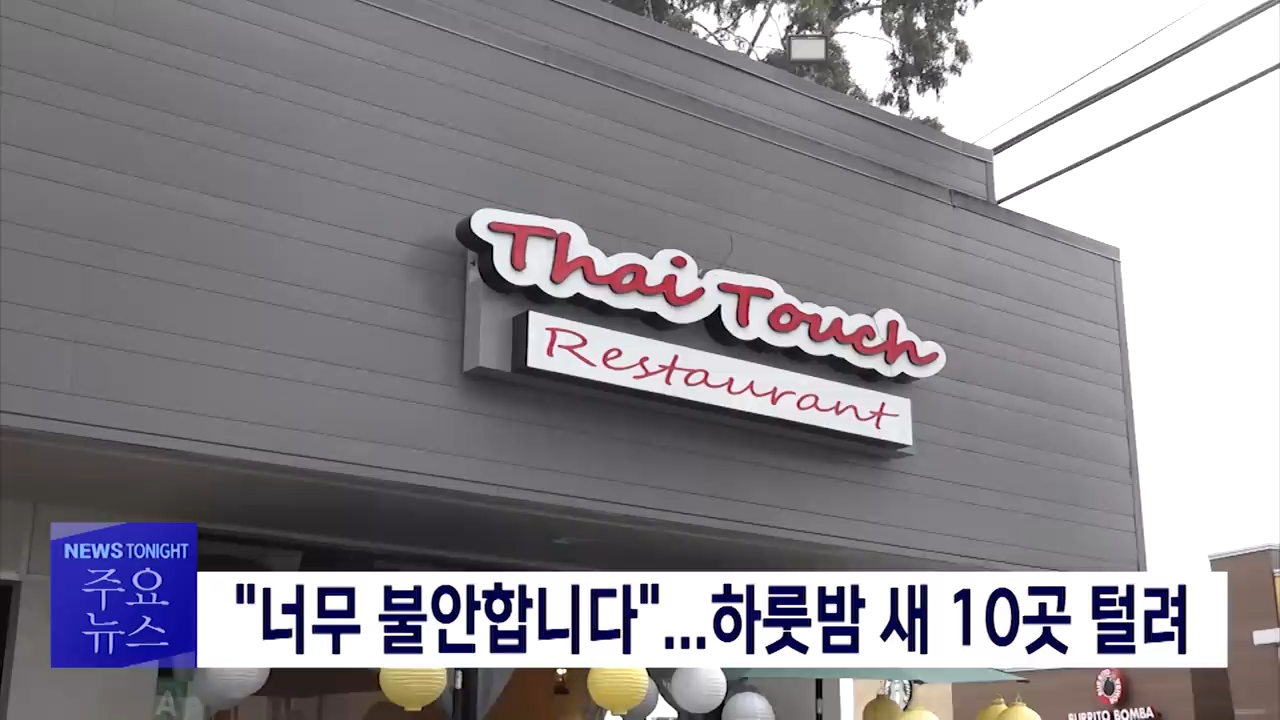 Thai Touch
Restaurant
NEWS TONIGHT
주요
뉴스
"너무 불안합니다"...하룻밤 새 10곳 털려
BURRITO BOMBA